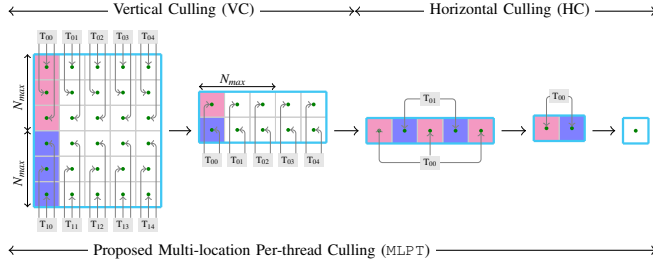 Vertical Culling (VC) Horizontal Culling (HC)
T00 T01 T02 T03 T04
Nmax
Nmax
T10 T11 T12 T13 T14
Nmax
T00 T01 T02 T03 T04
T01
T00
T00
Proposed Multi-location Per-thread Culling (MLPT)